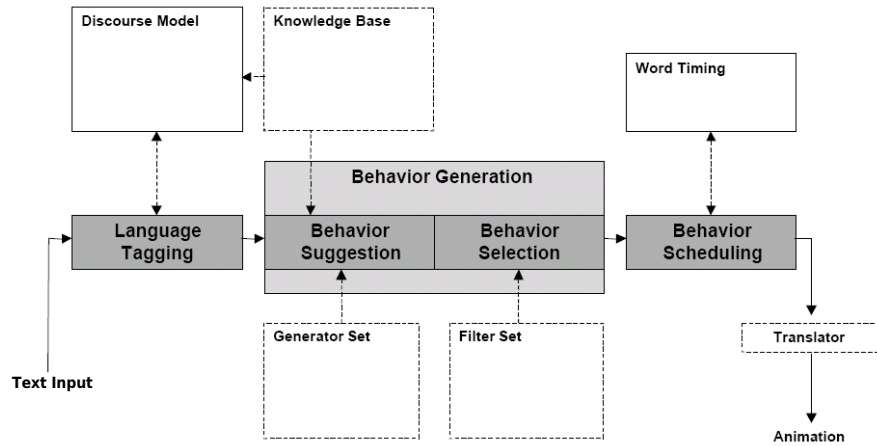 Discourse Model
Knowledge Base
Word Timing
Behavior Generation
Language
Tagging
Behavior
Suggestion
Behavior
Selection
Behavior
Scheduling
Generator Set
Filter Set
Translator
Text Input
Animation